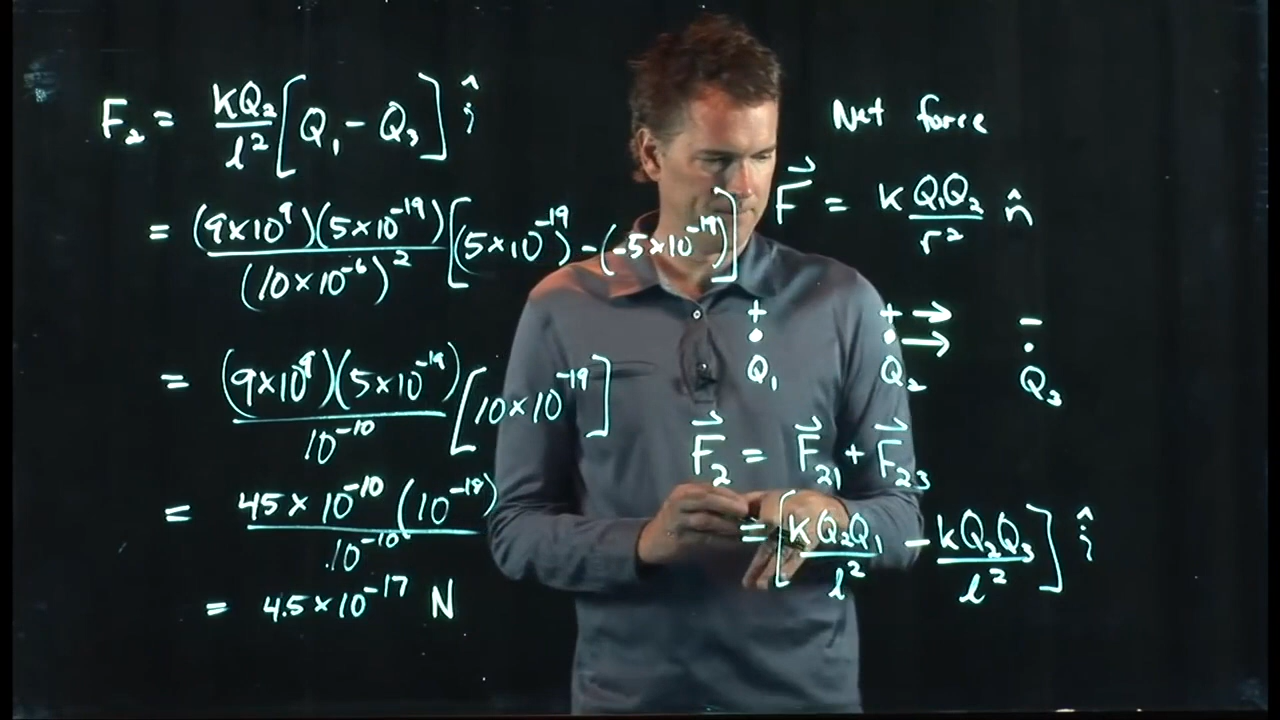 F₂ = kQ₂/l² [Q₁ - Q₃] î
= (9×10⁹)(5×10⁻¹⁹)/(10×10⁻⁶)² [(5×10⁻¹⁹) - (-5×10⁻¹⁹)]
= (9×10⁹)(5×10⁻¹⁹)/10⁻¹⁰ [10×10⁻¹⁹]
= 45×10⁻¹⁰ (10⁻¹⁸)/10⁻¹⁰
= 4.5×10⁻¹⁷ N
Net force
F⃗ = k Q₁Q₂/r² n̂
+ + → -
• • → •
Q₁ Q₂ Q₃
F⃗₂ = F⃗₂₁ + F⃗₂₃
= [kQ₂Q₁/l² - kQ₂Q₃/l²] î